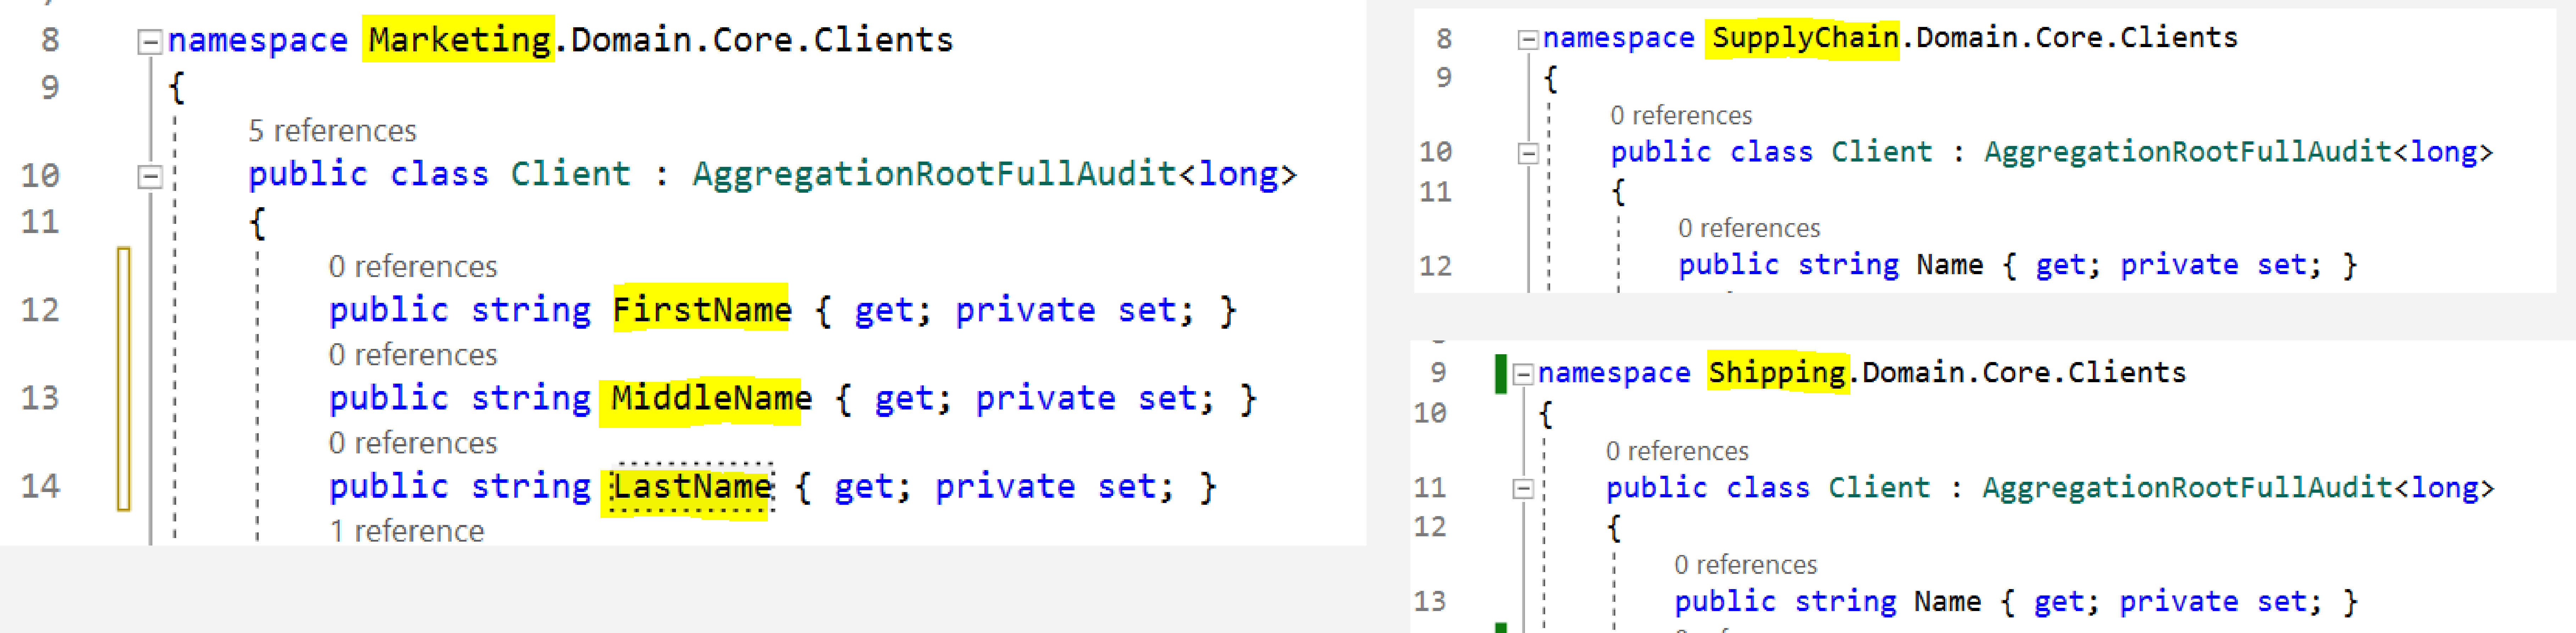 8 namespace Marketing.Domain.Core.Clients
9 {
5 references
10 public class Client : AggregationRootFullAudit<long>
11 {
0 references
12 public string FirstName { get; private set; }
0 references
13 public string MiddleName { get; private set; }
0 references
14 public string LastName { get; private set; }
1 reference
8 namespace SupplyChain.Domain.Core.Clients
9 {
0 references
10 public class Client : AggregationRootFullAudit<long>
11 {
0 references
12 public string Name { get; private set; }
9 namespace Shipping.Domain.Core.Clients
10 {
0 references
11 public class Client : AggregationRootFullAudit<long>
12 {
0 references
13 public string Name { get; private set; }